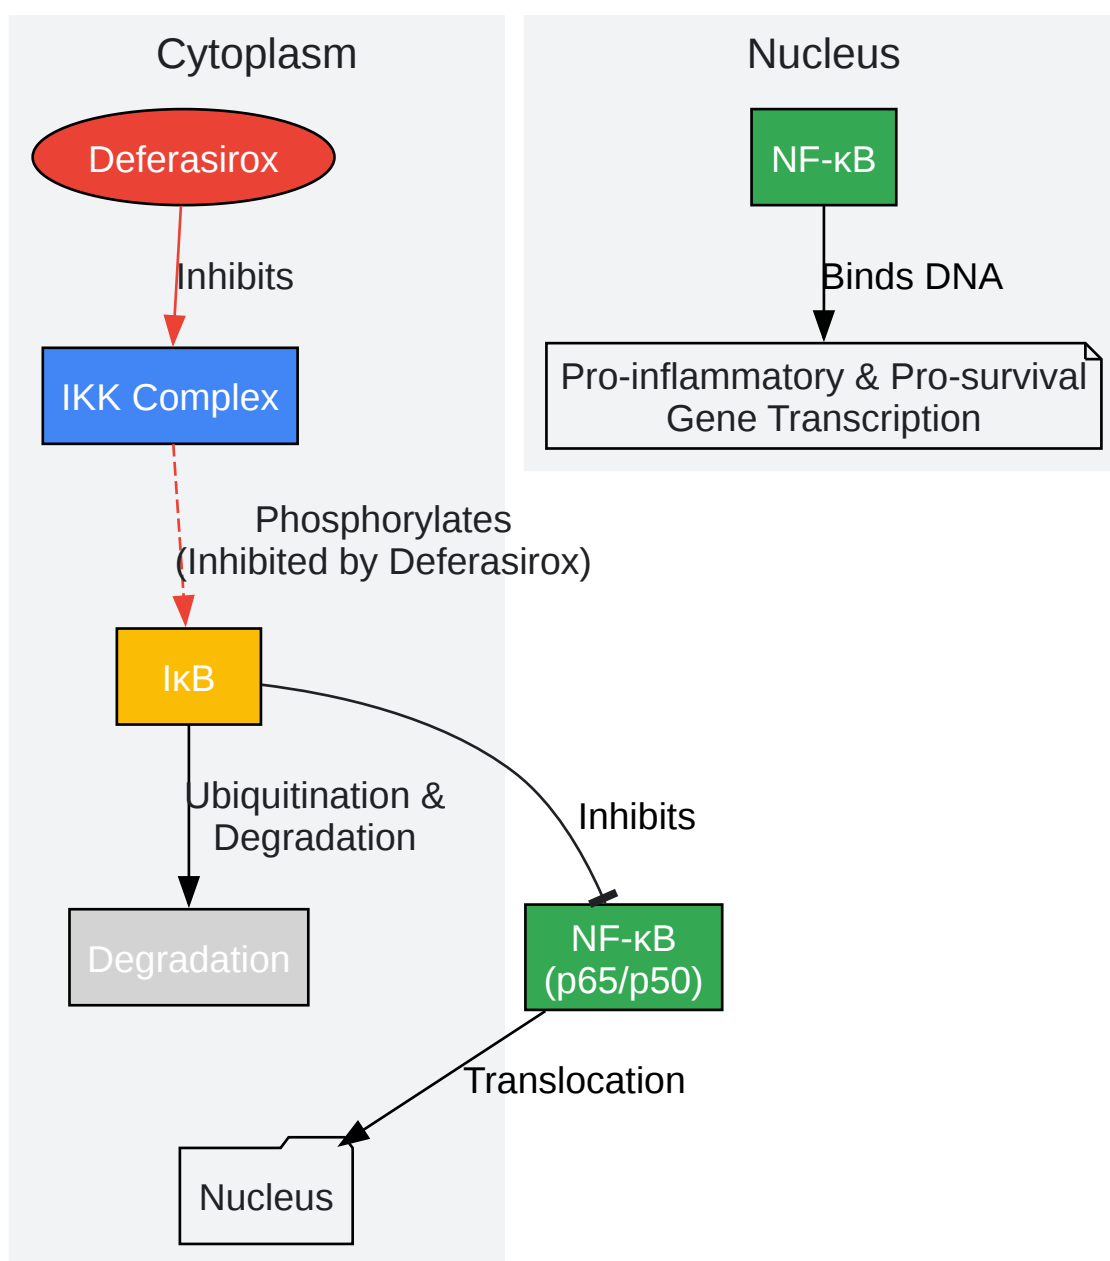 Cytoplasm
Deferasirox
Inhibits
IKK Complex
Phosphorylates
(Inhibited by Deferasirox)
IκB
Ubiquitination &
Degradation
Inhibits
Degradation
NF-κB
(p65/p50)
Translocation
Nucleus
Nucleus
NF-κB
Binds DNA
Pro-inflammatory & Pro-survival
Gene Transcription